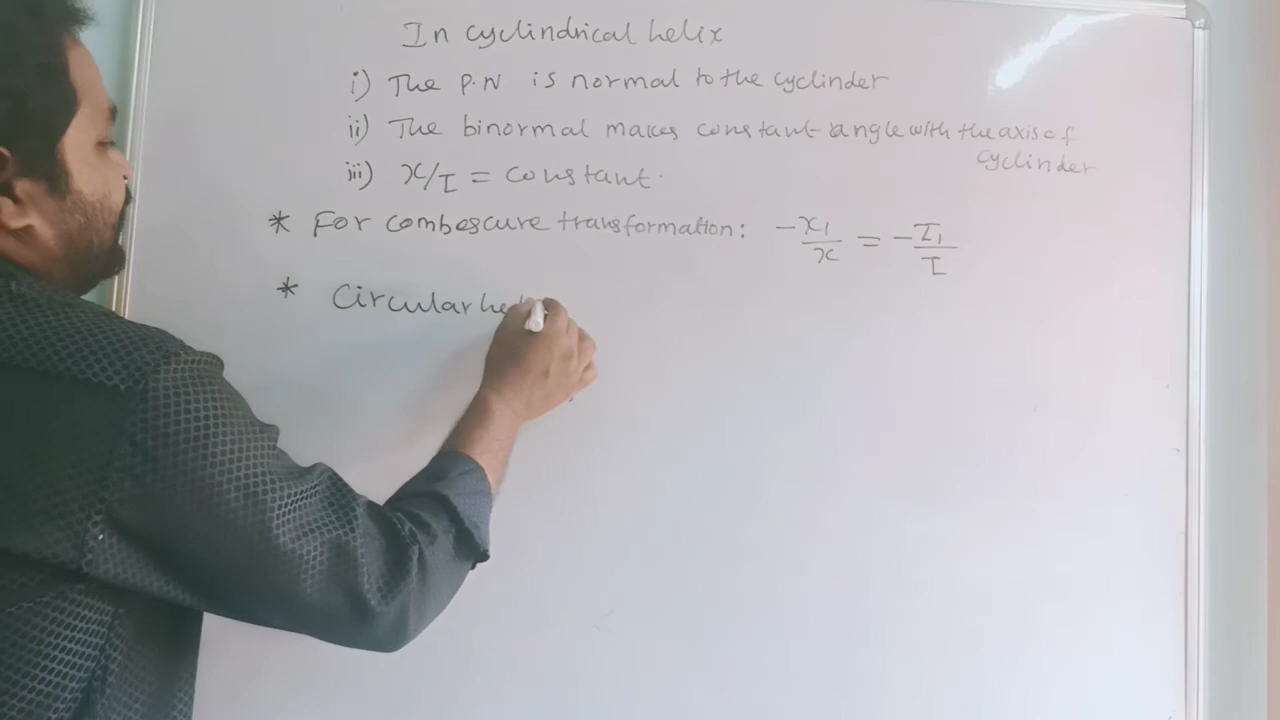 In cyclindrical helix
i) The P.N is normal to the cyclinder
ii) The binormal makes constant angle with the axis of
cyclinder
iii) ϰ/τ = constant.
* For combescure transformation: -ϰ₁/ϰ = -τ₁/τ
* Circular